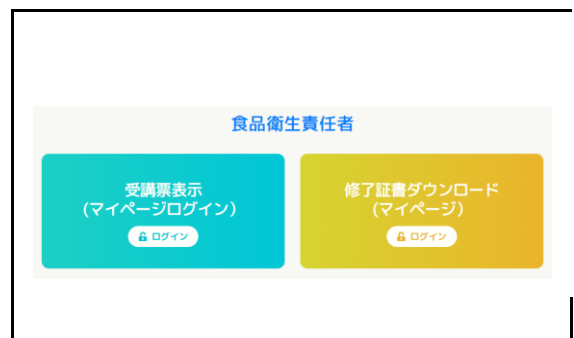 食品衛生責任者
受講票表示
(マイページログイン)
ログイン
修了証書ダウンロード
(マイページ)
ログイン